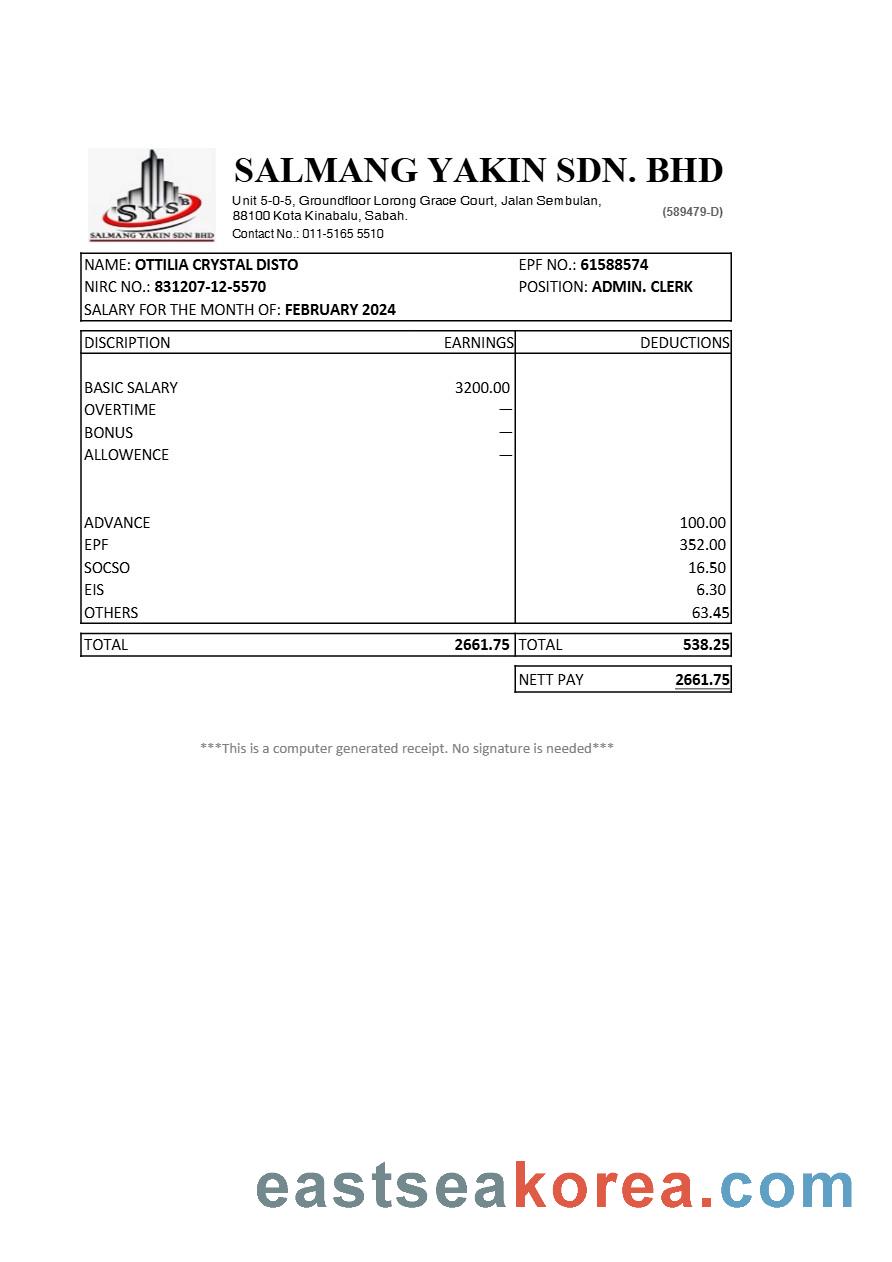 SALMANG YAKIN SDN. BHD
SYSB
SALMANG YAKIN SDN BHD
Unit 5-0-5, Groundfloor Lorong Grace Court, Jalan Sembulan,
88100 Kota Kinabalu, Sabah.
(589479-D)
Contact No.: 011-5165 5510
NAME: OTTILIA CRYSTAL DISTO EPF NO.: 61588574
NIRC NO.: 831207-12-5570 POSITION: ADMIN. CLERK
SALARY FOR THE MONTH OF: FEBRUARY 2024
DISCRIPTION EARNINGS DEDUCTIONS
BASIC SALARY 3200.00
OVERTIME —
BONUS —
ALLOWENCE —
ADVANCE 100.00
EPF 352.00
SOCSO 16.50
EIS 6.30
OTHERS 63.45
TOTAL 2661.75 TOTAL 538.25
NETT PAY 2661.75
***This is a computer generated receipt. No signature is needed***
eastseakorea.com